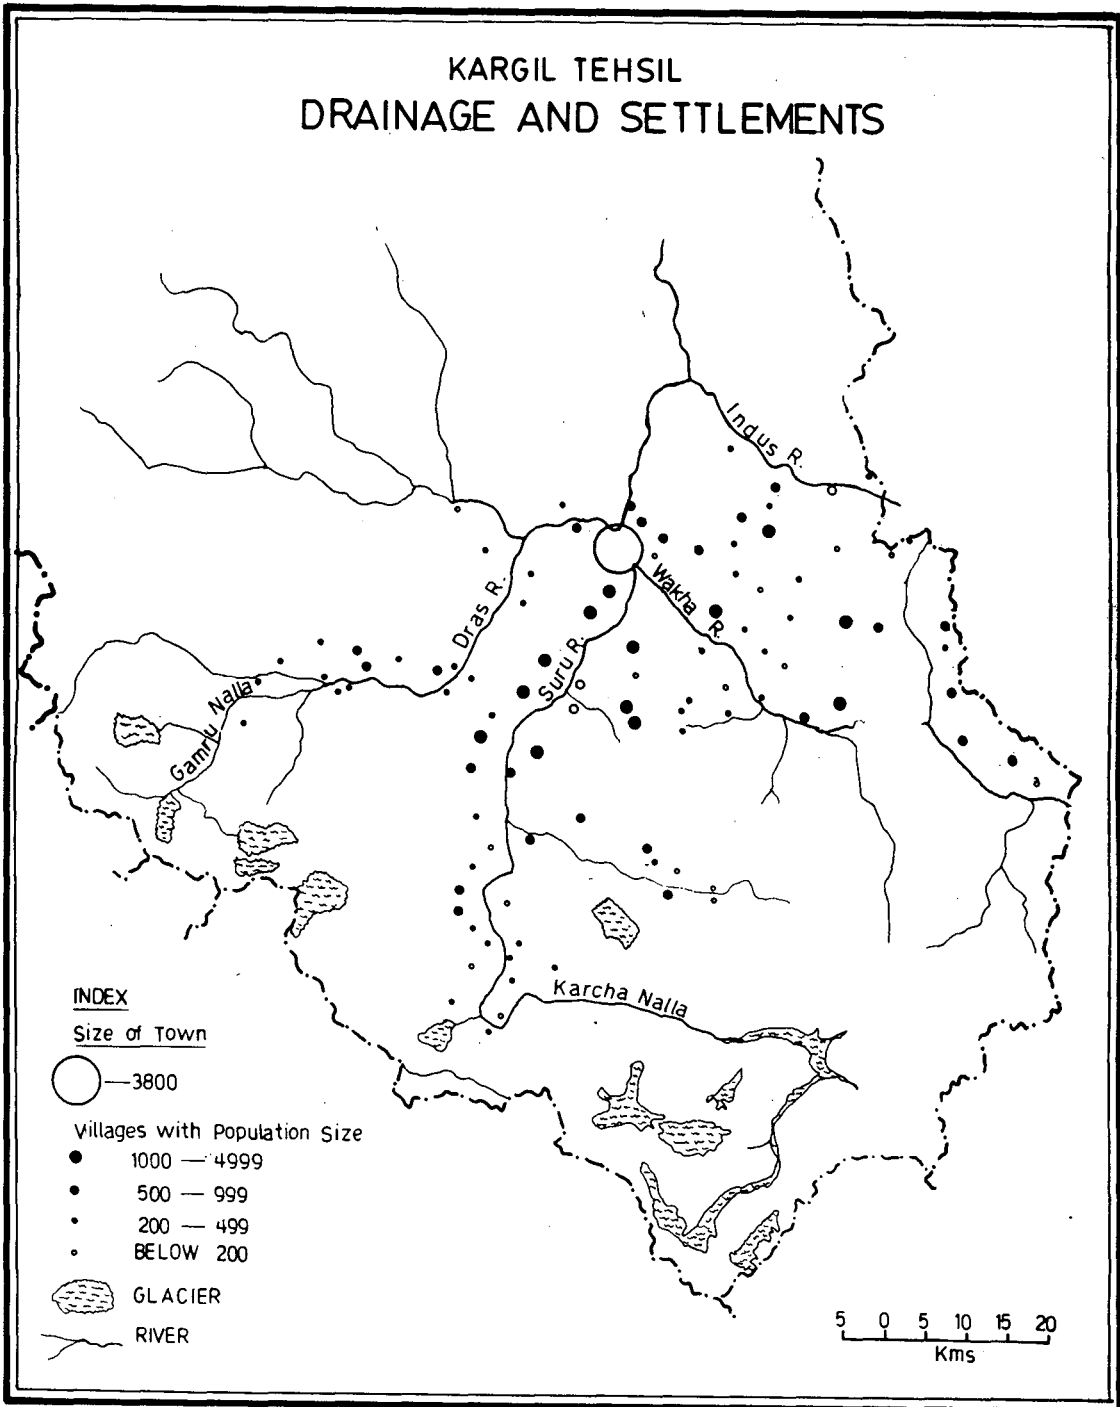 KARGIL TEHSIL
DRAINAGE AND SETTLEMENTS
Indus R.
Wakha R.
Dras R.
Suru R.
Gamru Nalla
Karcha Nalla
INDEX
Size of Town
—3800
Villages with Population Size
1000 — 4999
500 — 999
200 — 499
BELOW 200
GLACIER
RIVER
5 0 5 10 15 20
Kms